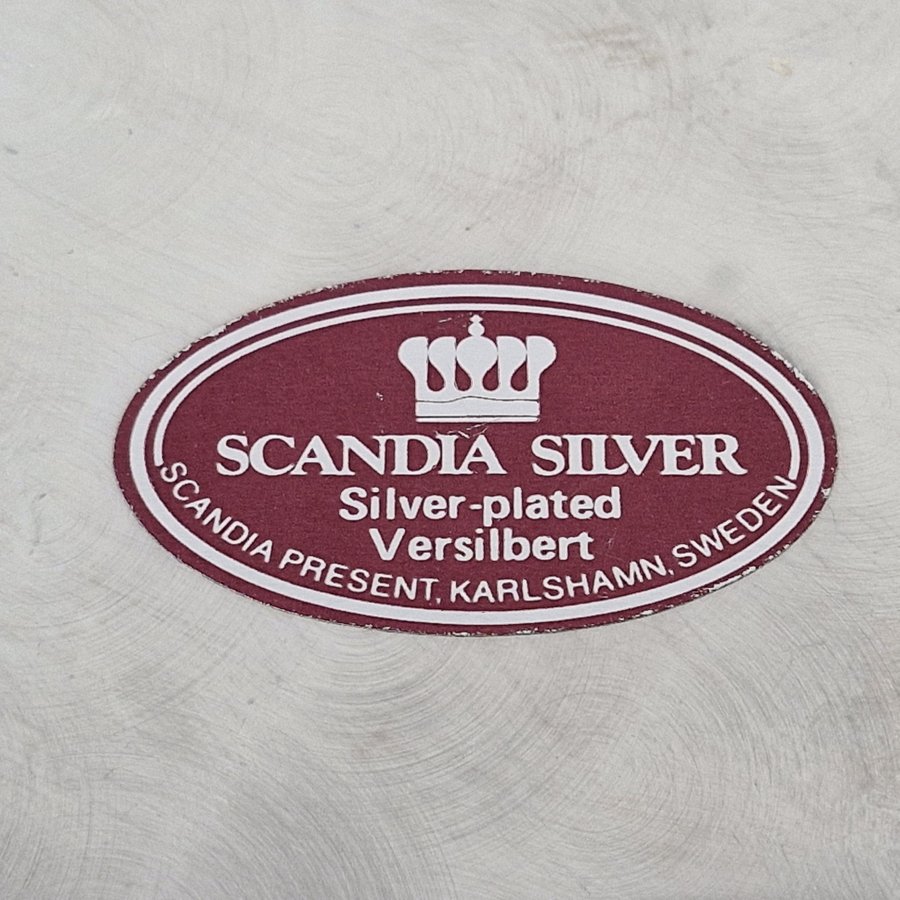 SCANDIA SILVER
Silver-plated
Versilbert
SCANDIA PRESENT, KARLSHAMN, SWEDEN